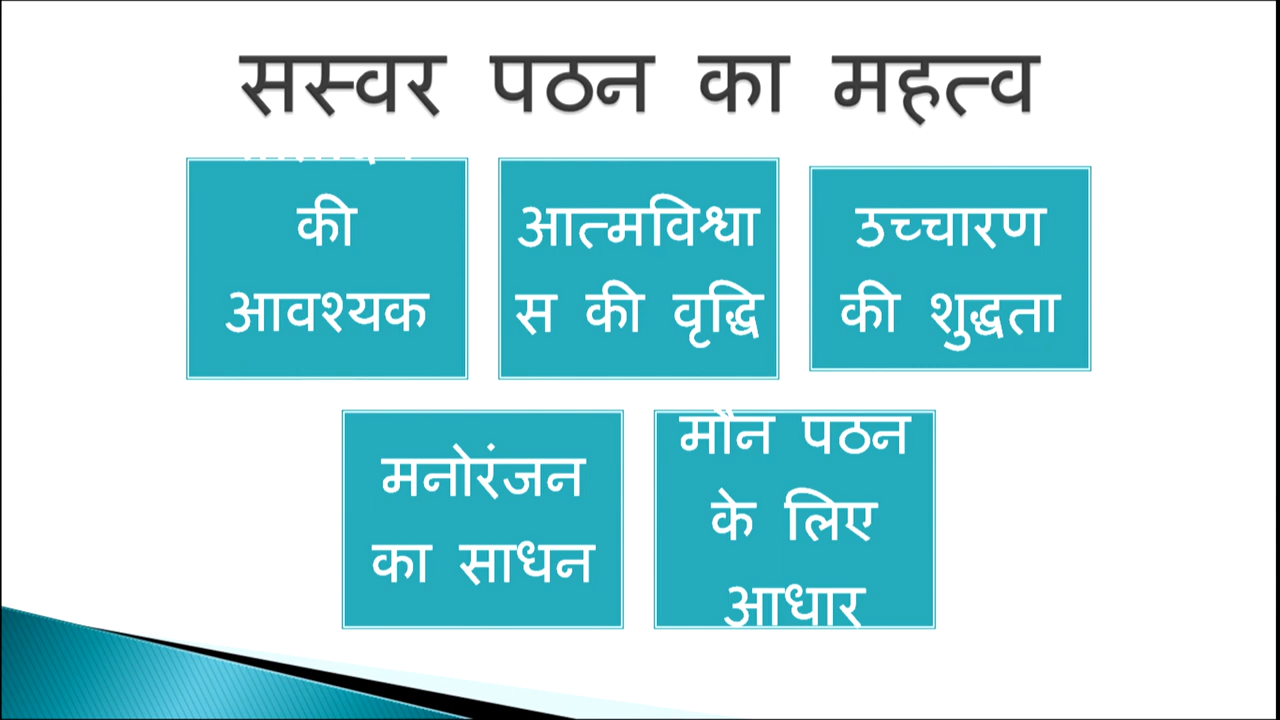 सस्वर पठन का महत्व
की
आवश्यक
आत्मविश्वा
स की वृद्धि
उच्चारण
की शुद्धता
मनोरंजन
का साधन
मौन पठन
के लिए
आधार